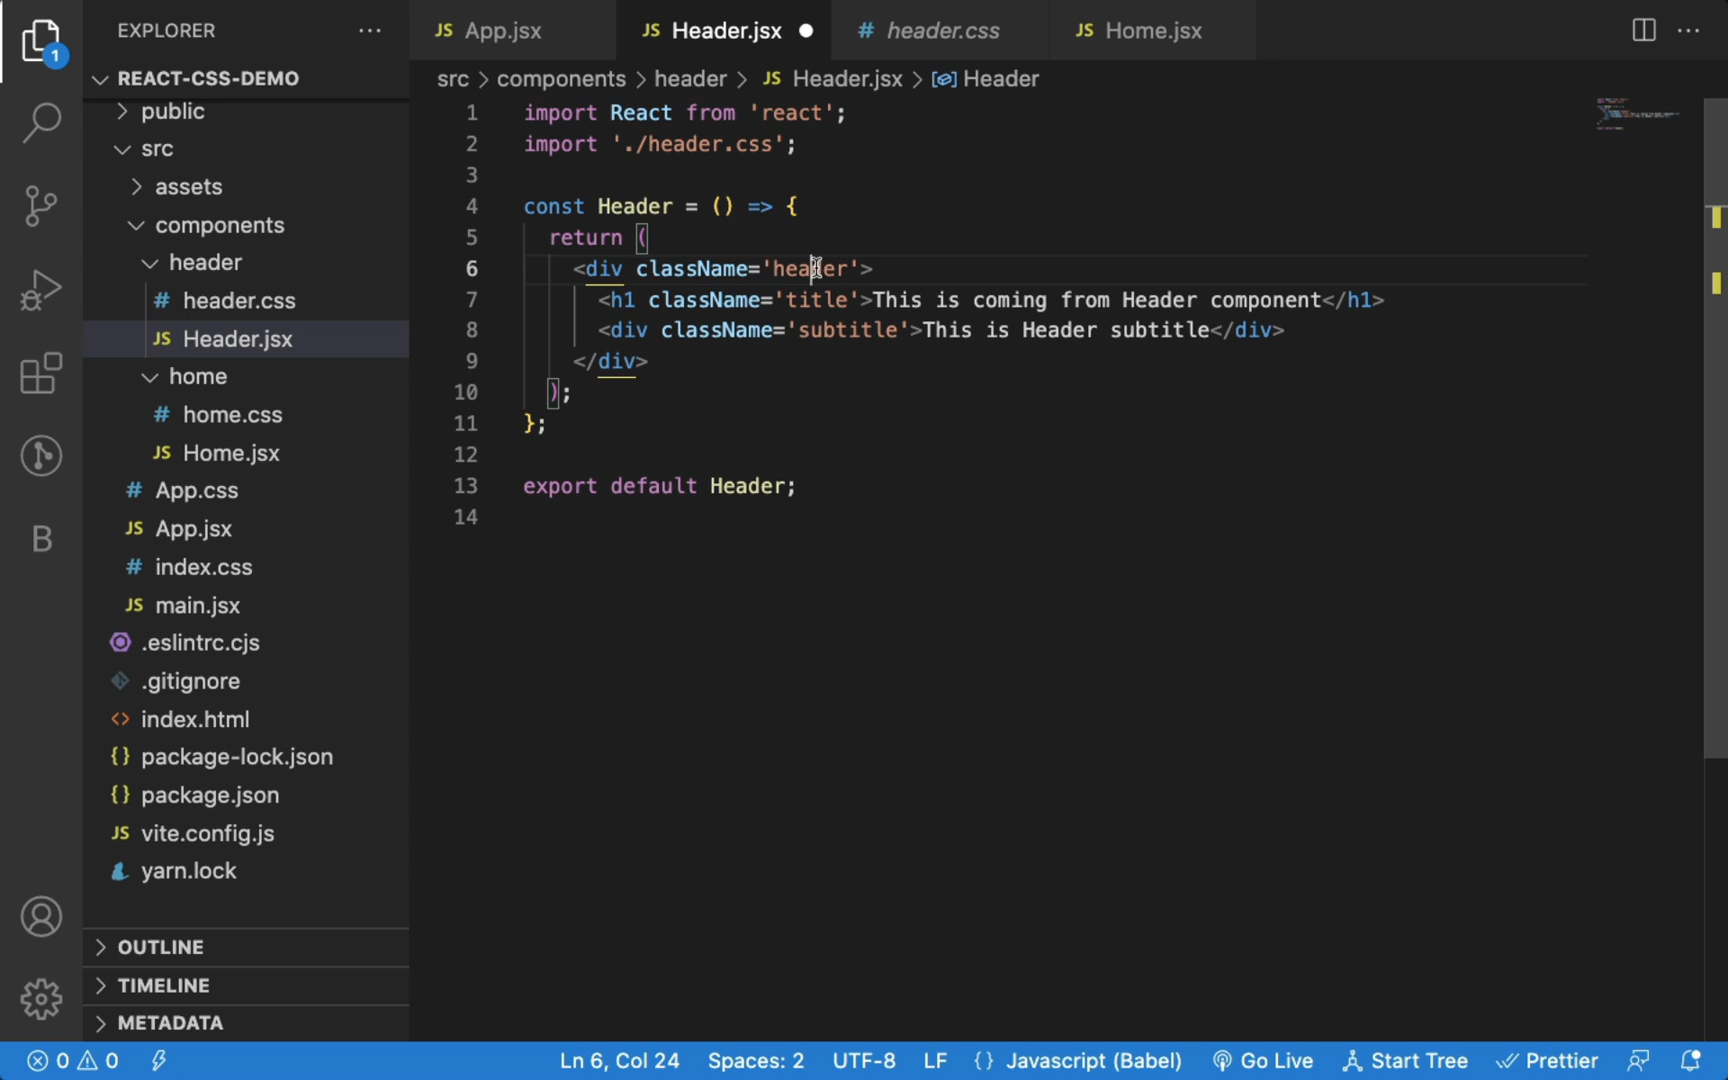 EXPLORER
REACT-CSS-DEMO
public
src
assets
components
header
# header.css
JS Header.jsx
home
# home.css
JS Home.jsx
# App.css
JS App.jsx
# index.css
JS main.jsx
.eslintrc.cjs
.gitignore
<> index.html
{} package-lock.json
{} package.json
JS vite.config.js
yarn.lock
OUTLINE
TIMELINE
METADATA
1
B
JS App.jsx
JS Header.jsx
# header.css
JS Home.jsx
src > components > header > JS Header.jsx > Header
1 import React from 'react';
2 import './header.css';
3
4 const Header = () => {
5 return (
6 <div className='header'>
7 <h1 className='title'>This is coming from Header component</h1>
8 <div className='subtitle'>This is Header subtitle</div>
9 </div>
10 );
11 };
12
13 export default Header;
14
0 0 Ln 6, Col 24 Spaces: 2 UTF-8 LF {} Javascript (Babel) Go Live Start Tree Prettier